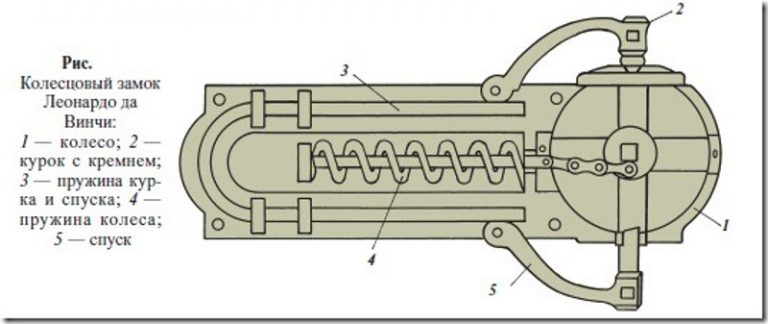 Рис.
Колесцовый замок
Леонардо да
Винчи:
1 — колесо; 2 —
курок с кремнем;
3 — пружина кур-
ка и спуска; 4 —
пружина колеса;
5 — спуск
2
3
1
4
5